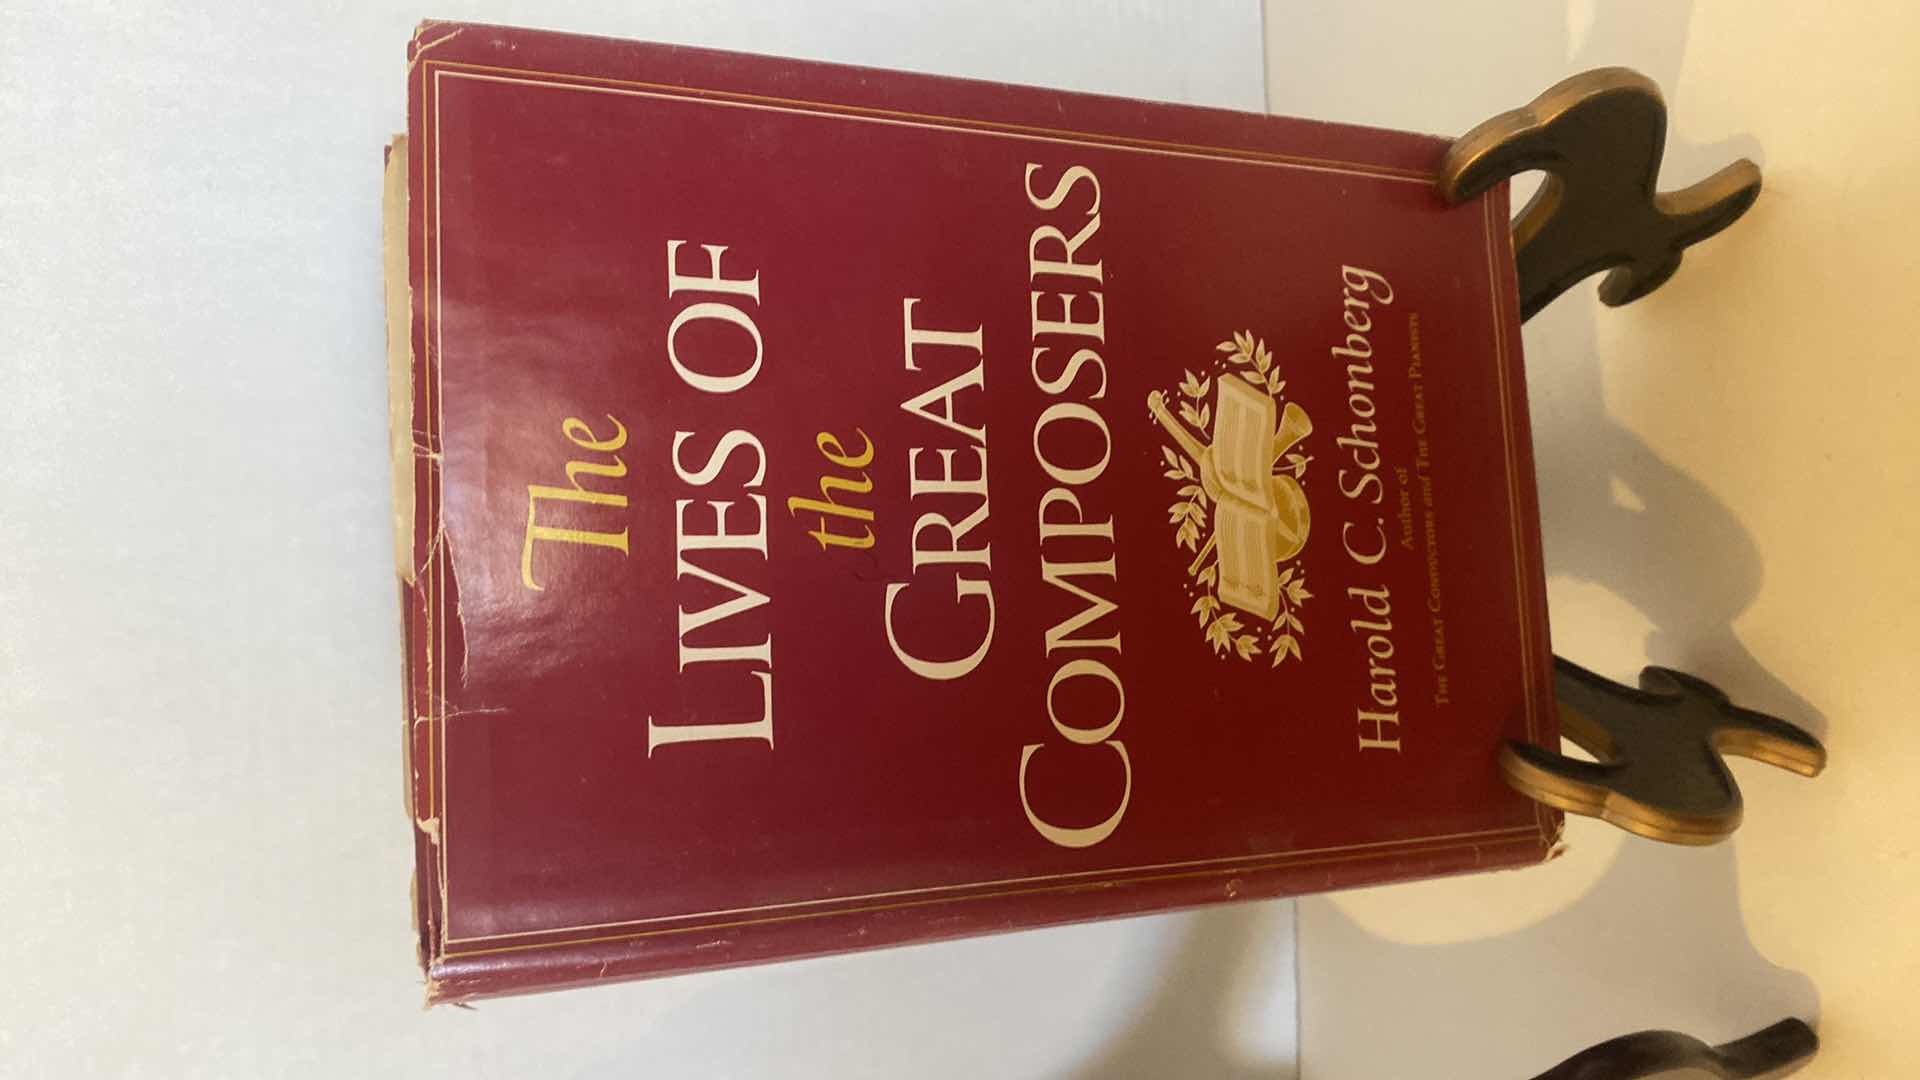 The
LIVES OF
the
GREAT
COMPOSERS
Harold C. Schonberg
Author of
THE GREAT CONDUCTORS and THE GREAT PIANISTS